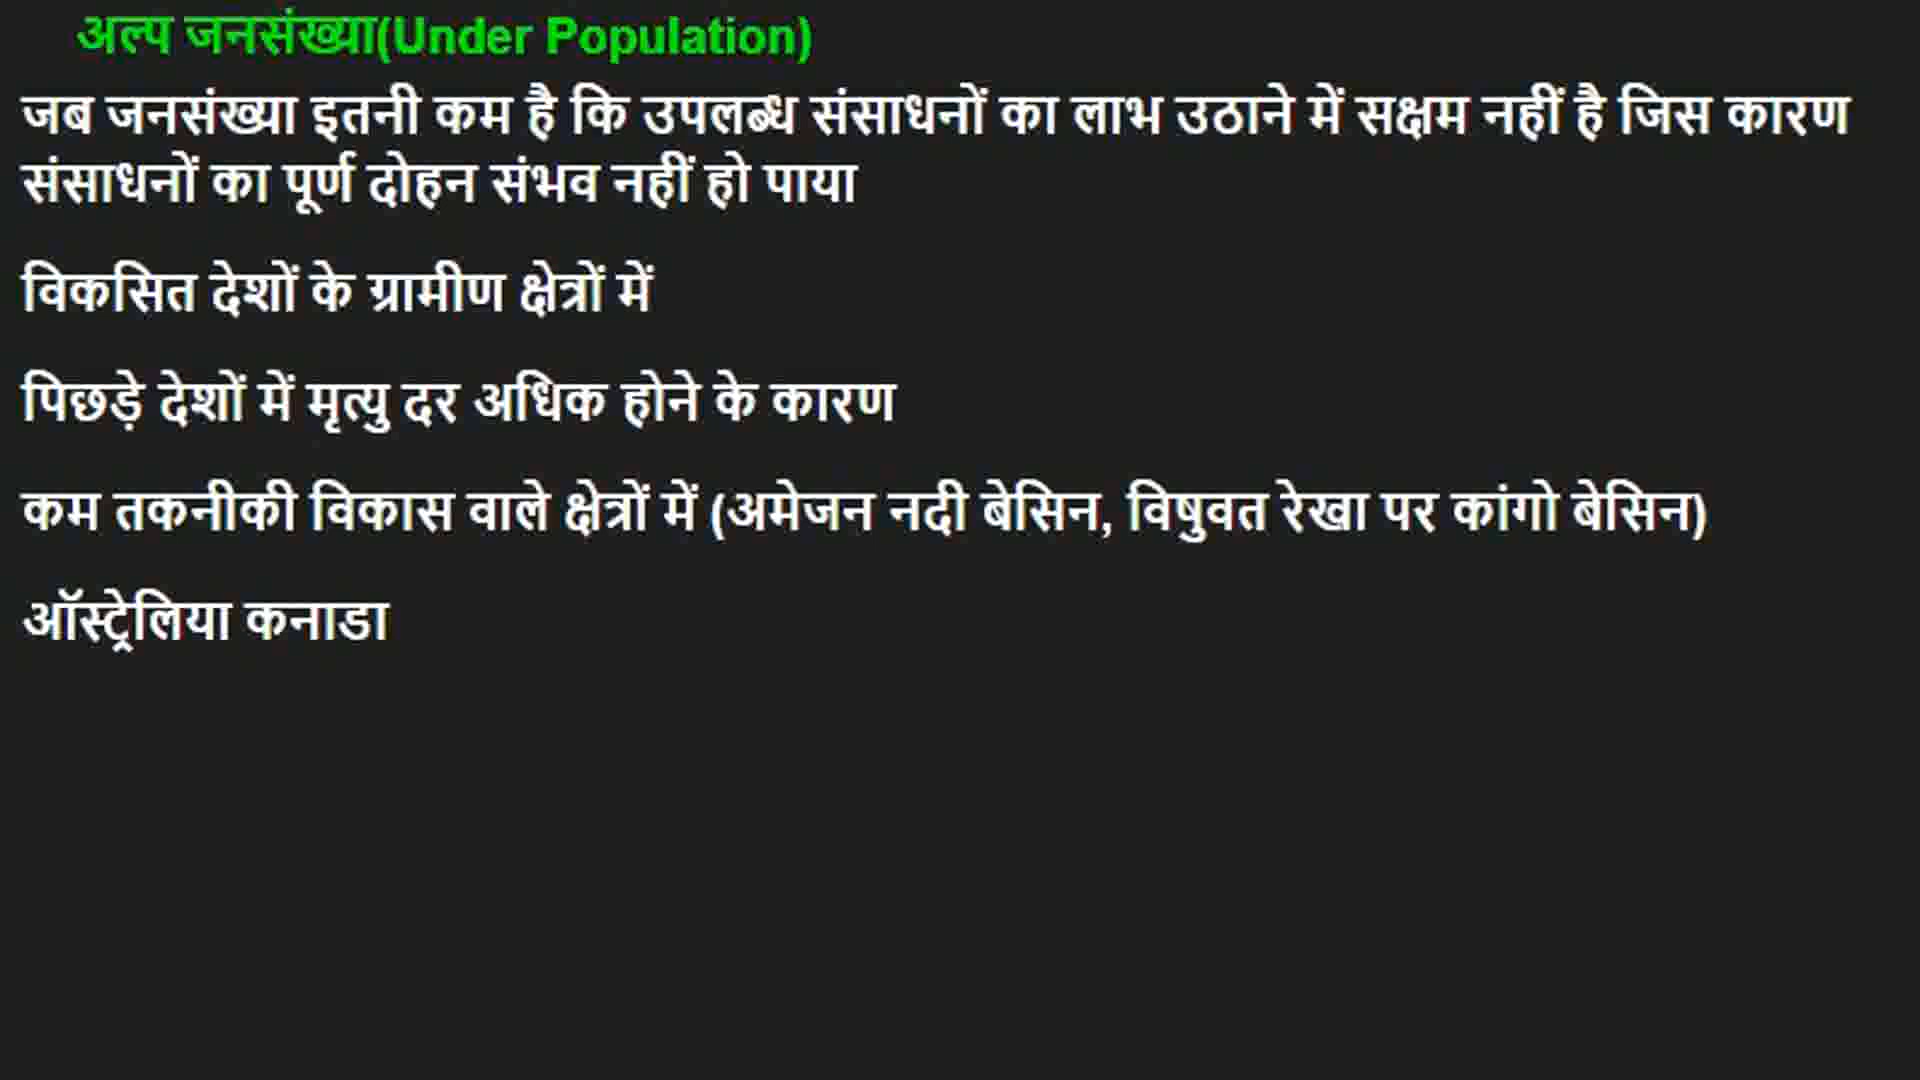 अल्प जनसंख्या(Under Population)
जब जनसंख्या इतनी कम है कि उपलब्ध संसाधनों का लाभ उठाने में सक्षम नहीं है जिस कारण
संसाधनों का पूर्ण दोहन संभव नहीं हो पाया
विकसित देशों के ग्रामीण क्षेत्रों में
पिछड़े देशों में मृत्यु दर अधिक होने के कारण
कम तकनीकी विकास वाले क्षेत्रों में (अमेजन नदी बेसिन, विषुवत रेखा पर कांगो बेसिन)
ऑस्ट्रेलिया कनाडा